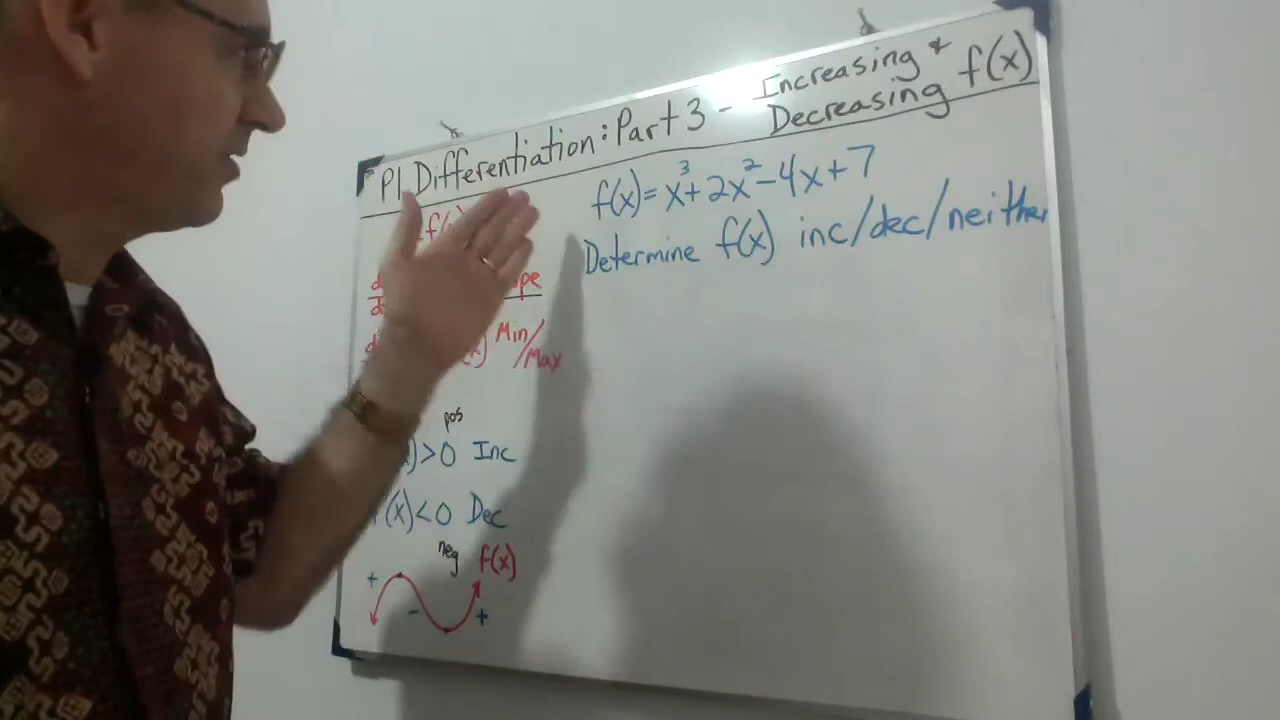 P1 Differentiation: Part 3 - Increasing +
Decreasing f(x)
f(x) = x³ + 2x² - 4x + 7
Determine f(x) inc/dec/neither
Min/
Max
pos
)>0 Inc
(x)<0 Dec
neg f(x)
+
-
+